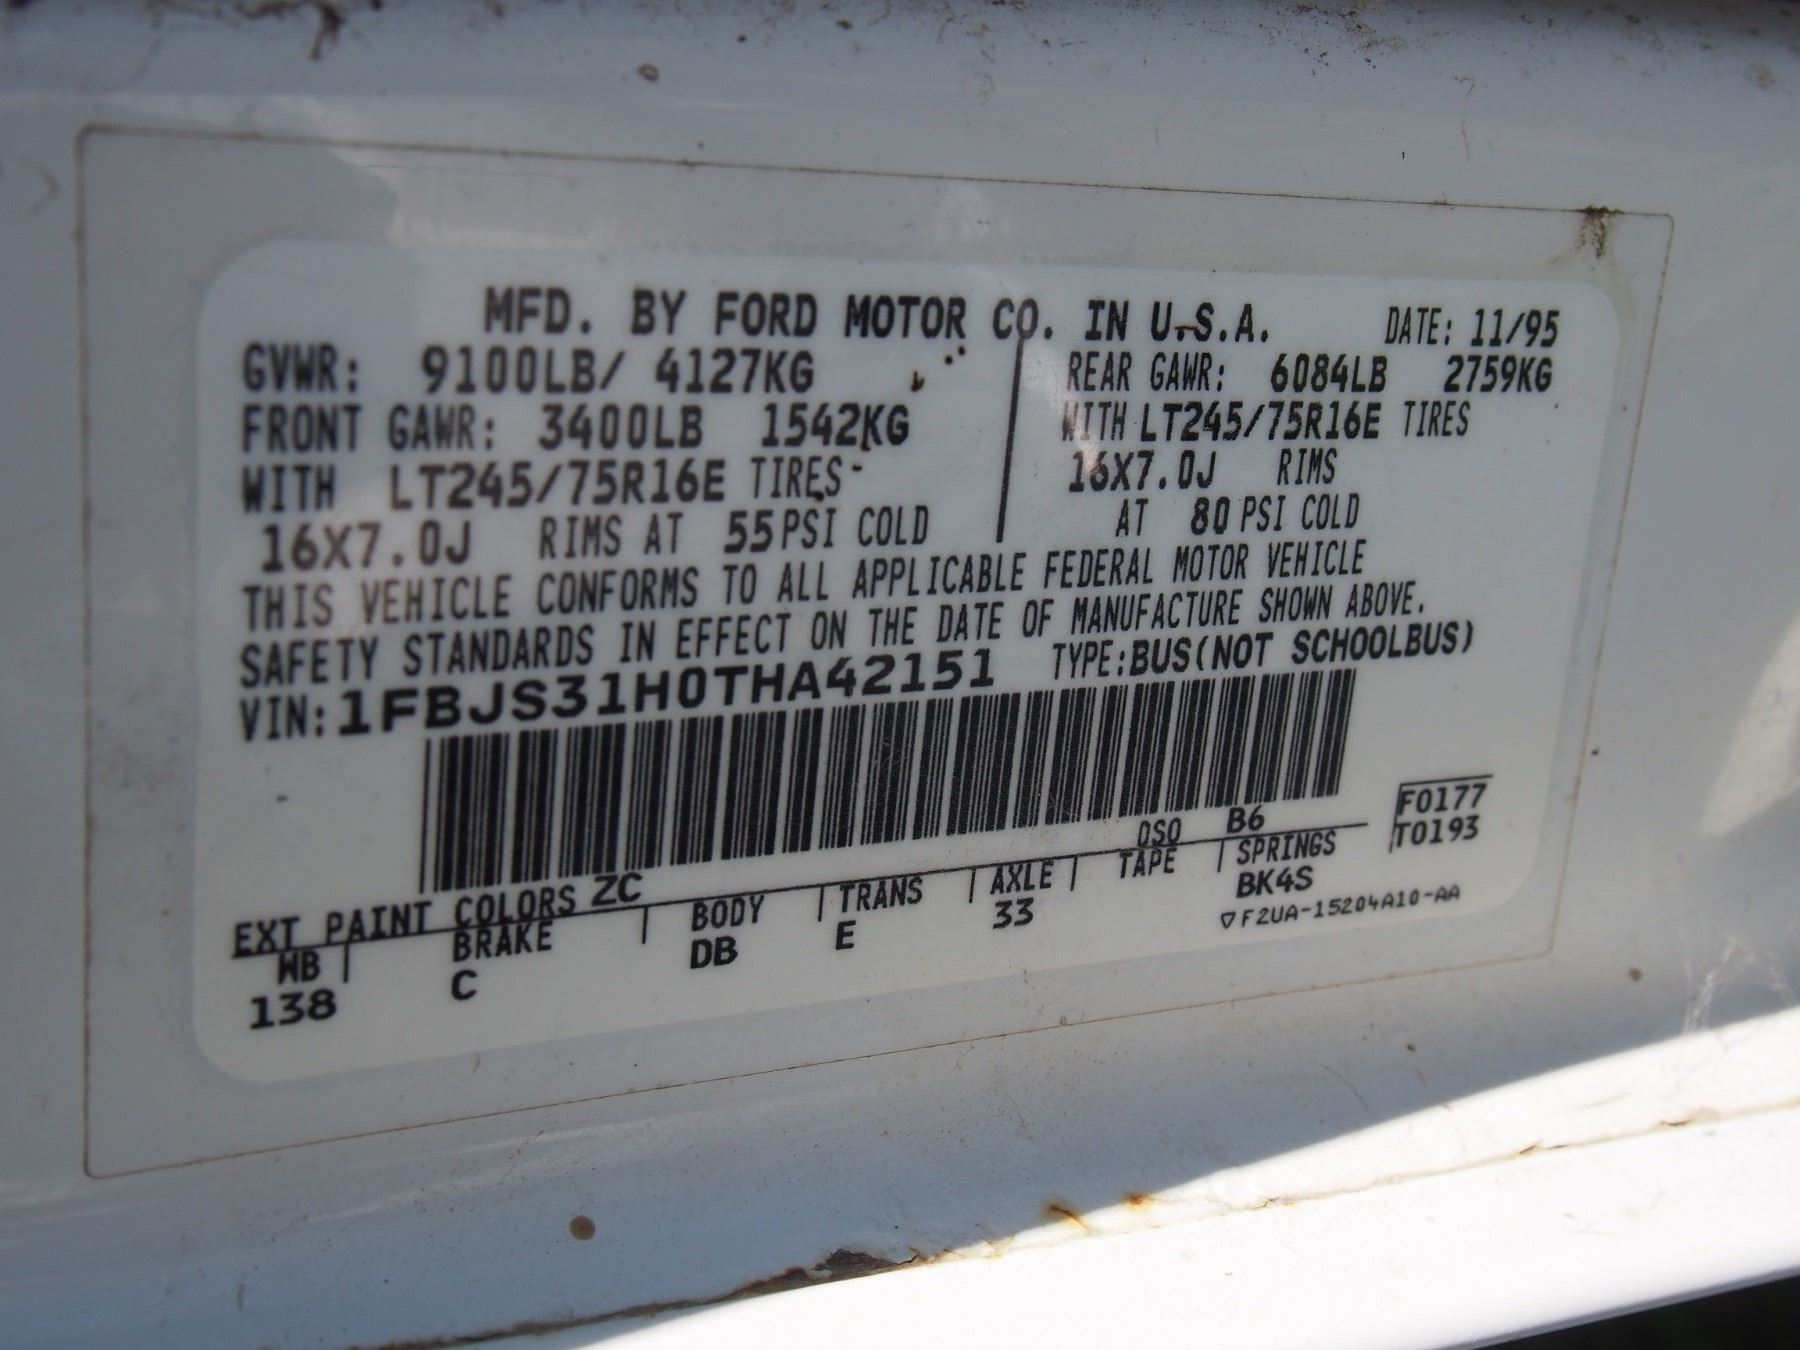 MFD. BY FORD MOTOR CO. IN U.S.A.
DATE: 11/95
GVWR: 9100LB/ 4127KG
FRONT GAWR: 3400LB 1542KG
WITH LT245/75R16E TIRES
16X7.0J RIMS AT 55PSI COLD
REAR GAWR: 6084LB 2759KG
WITH LT245/75R16E TIRES
16X7.0J RIMS
AT 80PSI COLD
THIS VEHICLE CONFORMS TO ALL APPLICABLE FEDERAL MOTOR VEHICLE
SAFETY STANDARDS IN EFFECT ON THE DATE OF MANUFACTURE SHOWN ABOVE.
VIN:1FBJS31H0THA42151 TYPE:BUS(NOT SCHOOLBUS)
F0177
T0193
EXT PAINT COLORS ZC DSO B6
WB BRAKE BODY TRANS AXLE TAPE SPRINGS
138 C DB E 33 BK4S
▽F2UA-15204A10-AA